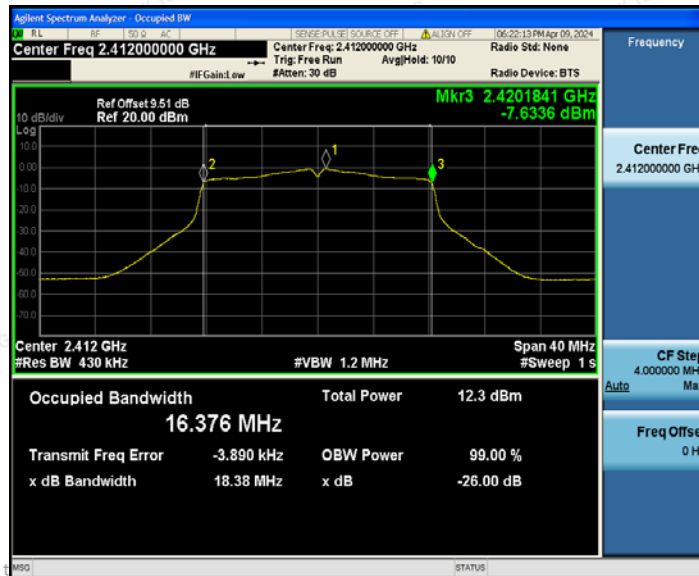 Agilent Spectrum Analyzer - Occupied BW
RL RF 50 Ω AC SENSE:PULSE SOURCE OFF ALIGN OFF 06:22:13 PM Apr 09, 2024
Center Freq 2.412000000 GHz Center Freq: 2.412000000 GHz Radio Std: None
Trig: Free Run Avg|Hold: 10/10
#IFGain:Low #Atten: 30 dB Radio Device: BTS
Frequency
Ref Offset 9.51 dB Mkr3 2.4201841 GHz
10 dB/div Ref 20.00 dBm -7.6336 dBm
Log
10.0
0.00
-10.0
-20.0
-30.0
-40.0
-50.0
-60.0
-70.0
2
1
3
Center Fre
2.412000000 GH
Center 2.412 GHz Span 40 MHz
#Res BW 430 kHz #VBW 1.2 MHz #Sweep 1 s
CF Step
4.000000 MH
Auto Ma
Occupied Bandwidth Total Power 12.3 dBm
16.376 MHz
Transmit Freq Error -3.890 kHz OBW Power 99.00 %
x dB Bandwidth 18.38 MHz x dB -26.00 dB
Freq Offse
0 H
MSG STATUS